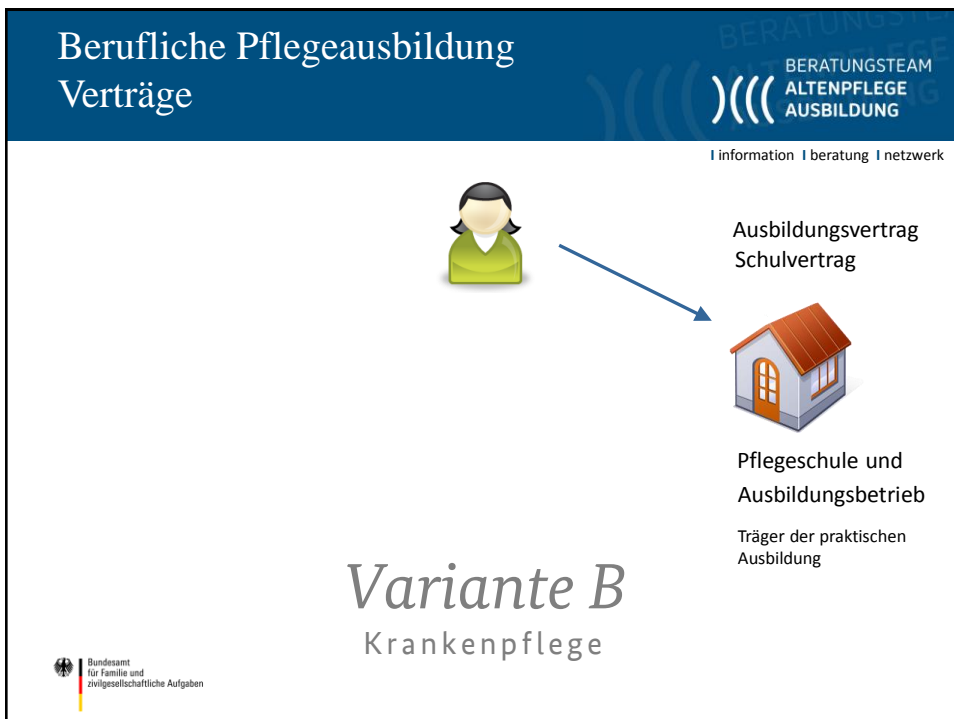 Berufliche Pflegeausbildung
Verträge
BERATUNGSTEAM
ALTENPFLEGE
AUSBILDUNG
information beratung netzwerk
Ausbildungsvertrag
Schulvertrag
Pflegeschule und
Ausbildungsbetrieb
Träger der praktischen
Ausbildung
Variante B
Krankenpflege
Bundesamt
für Familie und
zivilgesellschaftliche Aufgaben